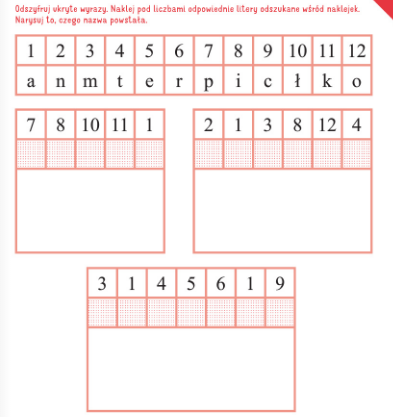 Odszyfruj ukryte wyrazy. Naklej pod liczbami odpowiednie litery odszukane wśród naklejek.
Narysuj to, czego nazwa powstała.
1 2 3 4 5 6 7 8 9 10 11 12
a n m t e r p i c ł k o
7 8 10 11 1
2 1 3 8 12 4
3 1 4 5 6 1 9